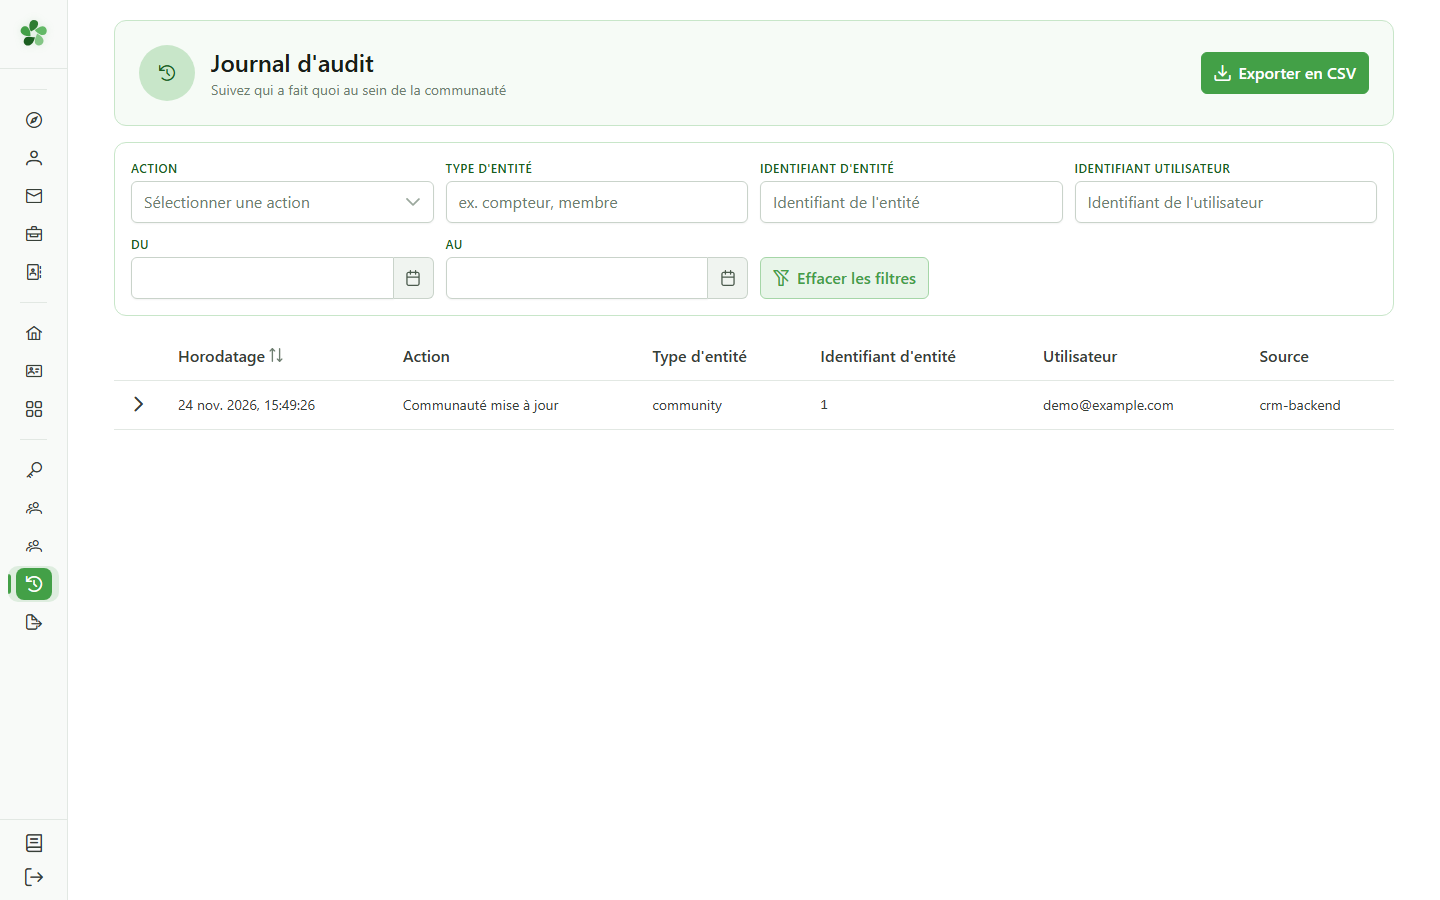 Journal d'audit
Suivez qui a fait quoi au sein de la communauté
Exporter en CSV
ACTION
TYPE D'ENTITÉ
IDENTIFIANT D'ENTITÉ
IDENTIFIANT UTILISATEUR
Sélectionner une action
ex. compteur, membre
Identifiant de l'entité
Identifiant de l'utilisateur
DU
AU
Effacer les filtres
Horodatage
Action
Type d'entité
Identifiant d'entité
Utilisateur
Source
24 nov. 2026, 15:49:26
Communauté mise à jour
community
1
demo@example.com
crm-backend